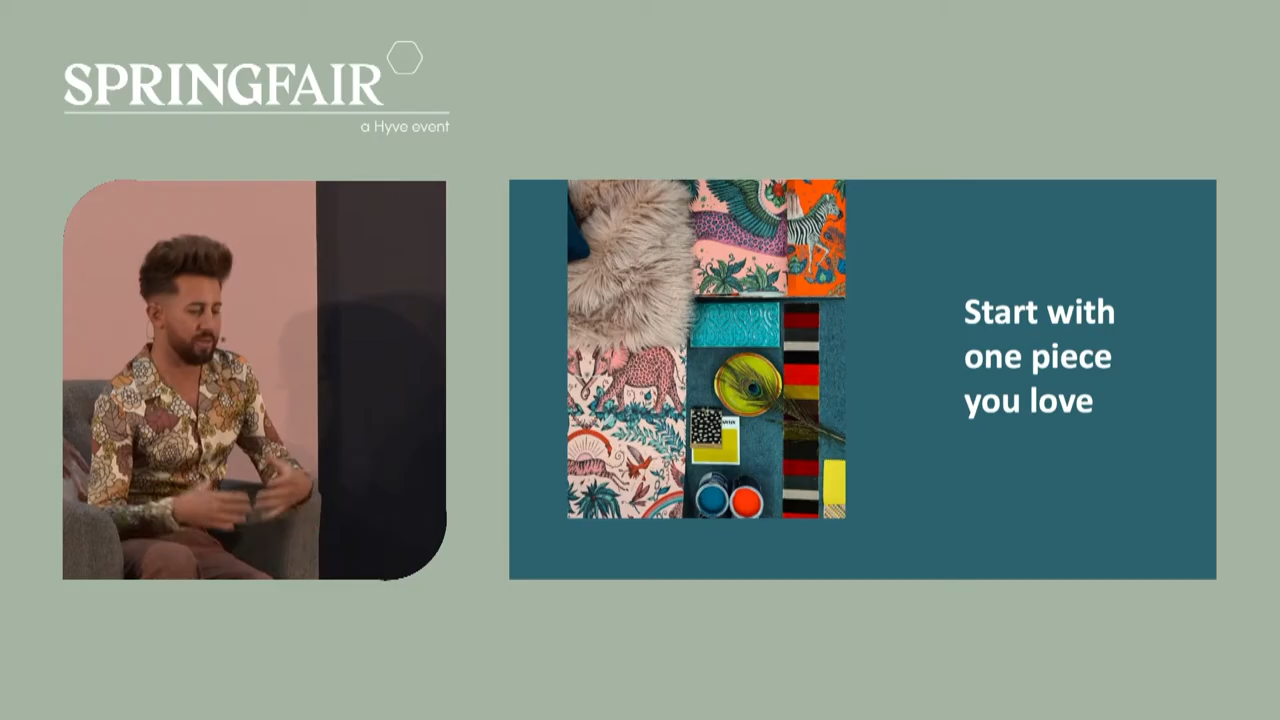 SPRINGFAIR
a Hyve event
Start with
one piece
you love